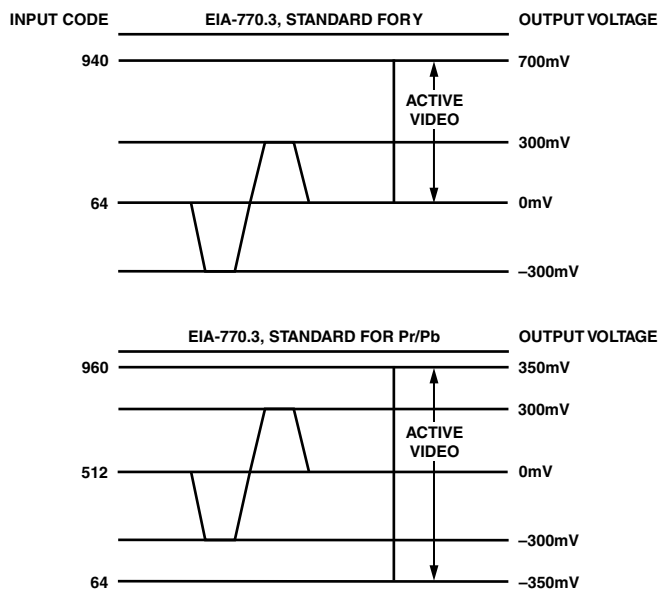 INPUT CODE EIA-770.3, STANDARD FOR Y OUTPUT VOLTAGE
940 700mV
ACTIVE
VIDEO
300mV
64 0mV
–300mV
EIA-770.3, STANDARD FOR Pr/Pb OUTPUT VOLTAGE
960 350mV
300mV
ACTIVE
VIDEO
512 0mV
–300mV
64 –350mV